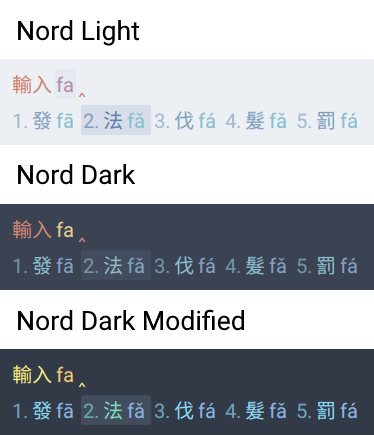 Nord Light
輸入 fa ‸
1. 發 fā 2. 法 fǎ 3. 伐 fá 4. 髮 fǎ 5. 罰 fá
Nord Dark
輸入 fa ‸
1. 發 fā 2. 法 fǎ 3. 伐 fá 4. 髮 fǎ 5. 罰 fá
Nord Dark Modified
輸入 fa ‸
1. 發 fā 2. 法 fǎ 3. 伐 fá 4. 髮 fǎ 5. 罰 fá